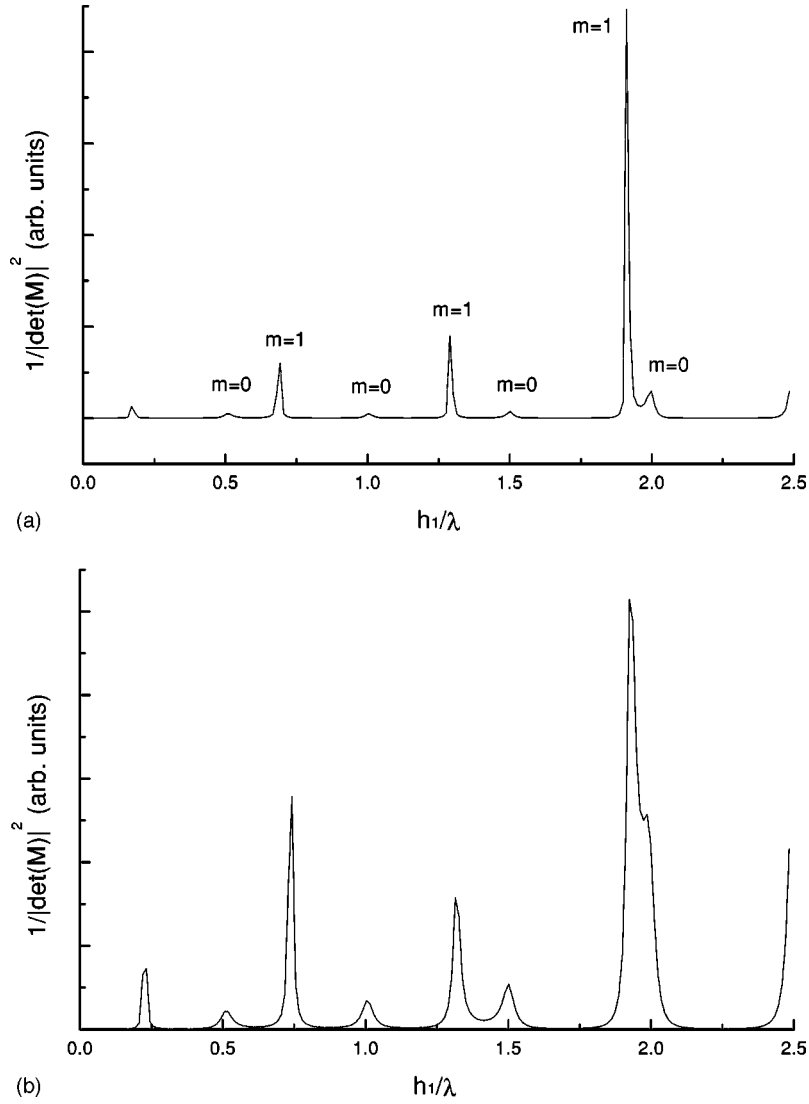 m=1
m=1
m=1
m=0
m=0
m=0
m=0
1/|det(M)|² (arb. units)
0.0 0.5 1.0 1.5 2.0 2.5
(a)
h₁/λ
1/|det(M)|² (arb. units)
0.0 0.5 1.0 1.5 2.0 2.5
(b)
h₁/λ